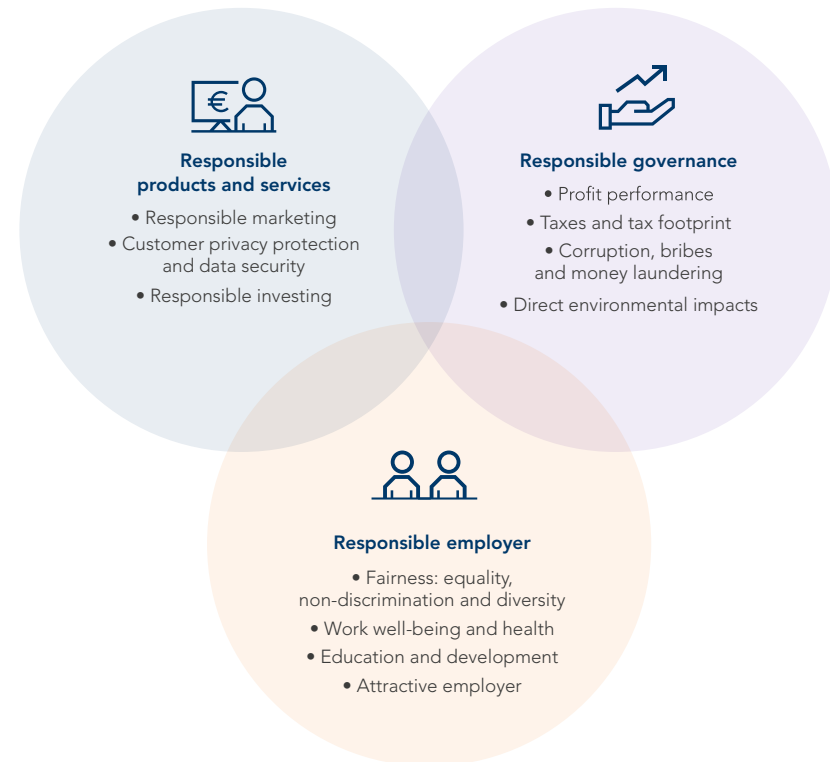 Responsible
products and services
• Responsible marketing
• Customer privacy protection
and data security
• Responsible investing
Responsible governance
• Profit performance
• Taxes and tax footprint
• Corruption, bribes
and money laundering
• Direct environmental impacts
Responsible employer
• Fairness: equality,
non-discrimination and diversity
• Work well-being and health
• Education and development
• Attractive employer